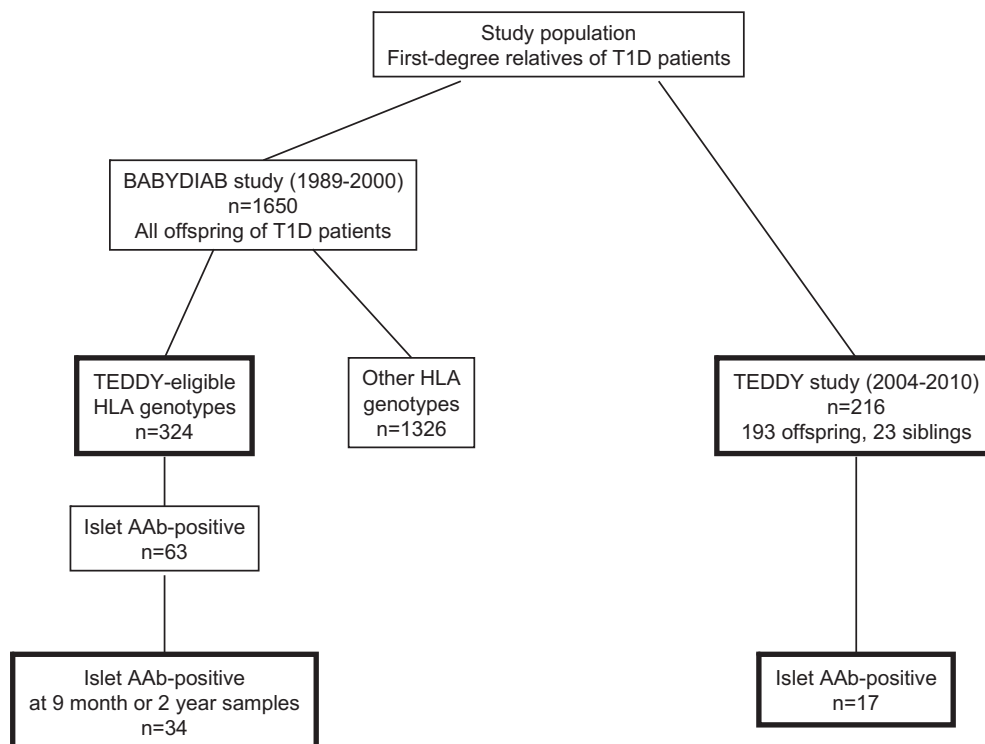 Study population
First-degree relatives of T1D patients
BABYDIAB study (1989-2000)
n=1650
All offspring of T1D patients
TEDDY-eligible
HLA genotypes
n=324
Other HLA
genotypes
n=1326
TEDDY study (2004-2010)
n=216
193 offspring, 23 siblings
Islet AAb-positive
n=63
Islet AAb-positive
at 9 month or 2 year samples
n=34
Islet AAb-positive
n=17